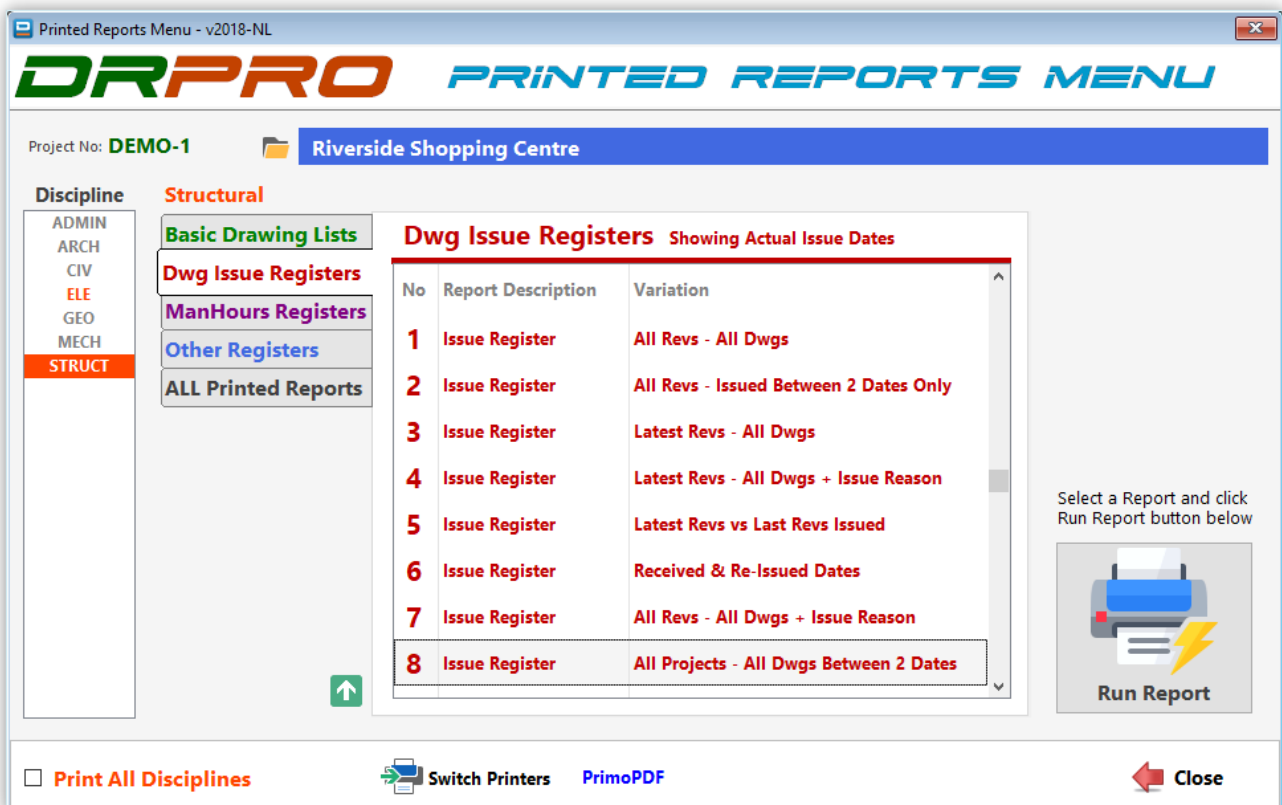 Printed Reports Menu - v2018-NL
DRPRO PRiNTED REPORTS MENU
Project No: DEMO-1 Riverside Shopping Centre
Discipline
ADMIN
ARCH
CIV
ELE
GEO
MECH
STRUCT
Structural
Basic Drawing Lists
Dwg Issue Registers
ManHours Registers
Other Registers
ALL Printed Reports
Dwg Issue Registers Showing Actual Issue Dates
No Report Description Variation
1 Issue Register All Revs - All Dwgs
2 Issue Register All Revs - Issued Between 2 Dates Only
3 Issue Register Latest Revs - All Dwgs
4 Issue Register Latest Revs - All Dwgs + Issue Reason
5 Issue Register Latest Revs vs Last Revs Issued
6 Issue Register Received & Re-Issued Dates
7 Issue Register All Revs - All Dwgs + Issue Reason
8 Issue Register All Projects - All Dwgs Between 2 Dates
Select a Report and click
Run Report button below
Run Report
Print All Disciplines
Switch Printers PrimoPDF
Close